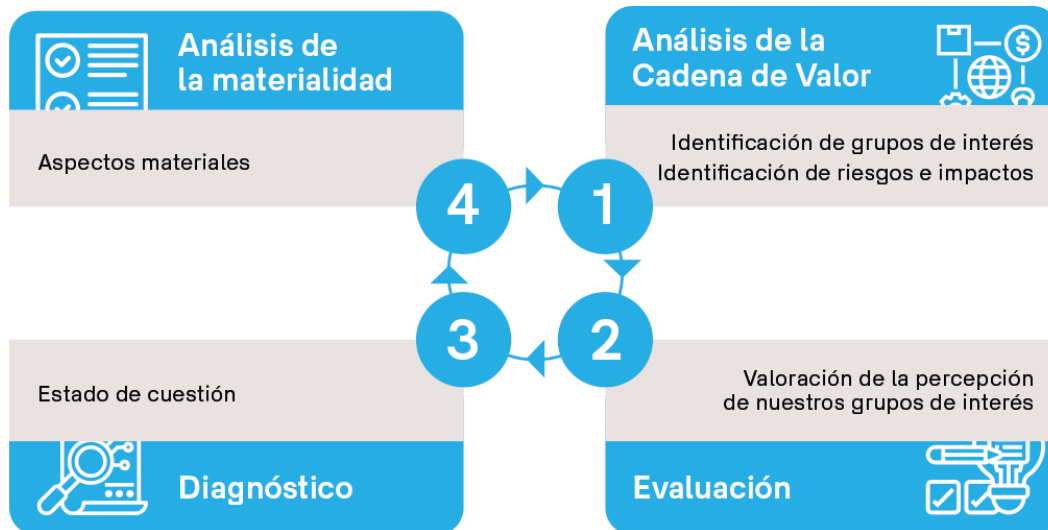 Análisis de
la materialidad
Aspectos materiales
4
Análisis de la
Cadena de Valor
$
Identificación de grupos de interés
Identificación de riesgos e impactos
1
3
Estado de cuestión
Diagnóstico
2
Valoración de la percepción
de nuestros grupos de interés
Evaluación